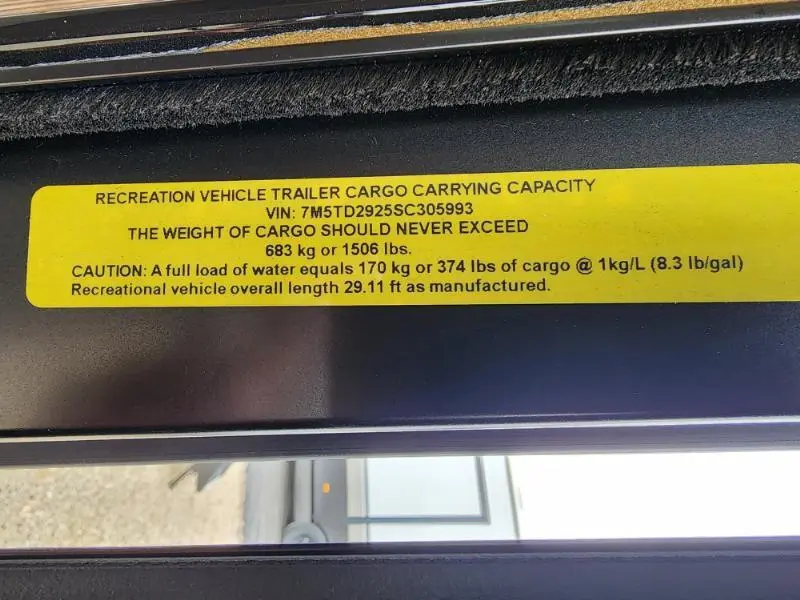 RECREATION VEHICLE TRAILER CARGO CARRYING CAPACITY
VIN: 7M5TD2925SC305993
THE WEIGHT OF CARGO SHOULD NEVER EXCEED
683 kg or 1506 lbs.
CAUTION: A full load of water equals 170 kg or 374 lbs of cargo @ 1kg/L (8.3 lb/gal)
Recreational vehicle overall length 29.11 ft as manufactured.